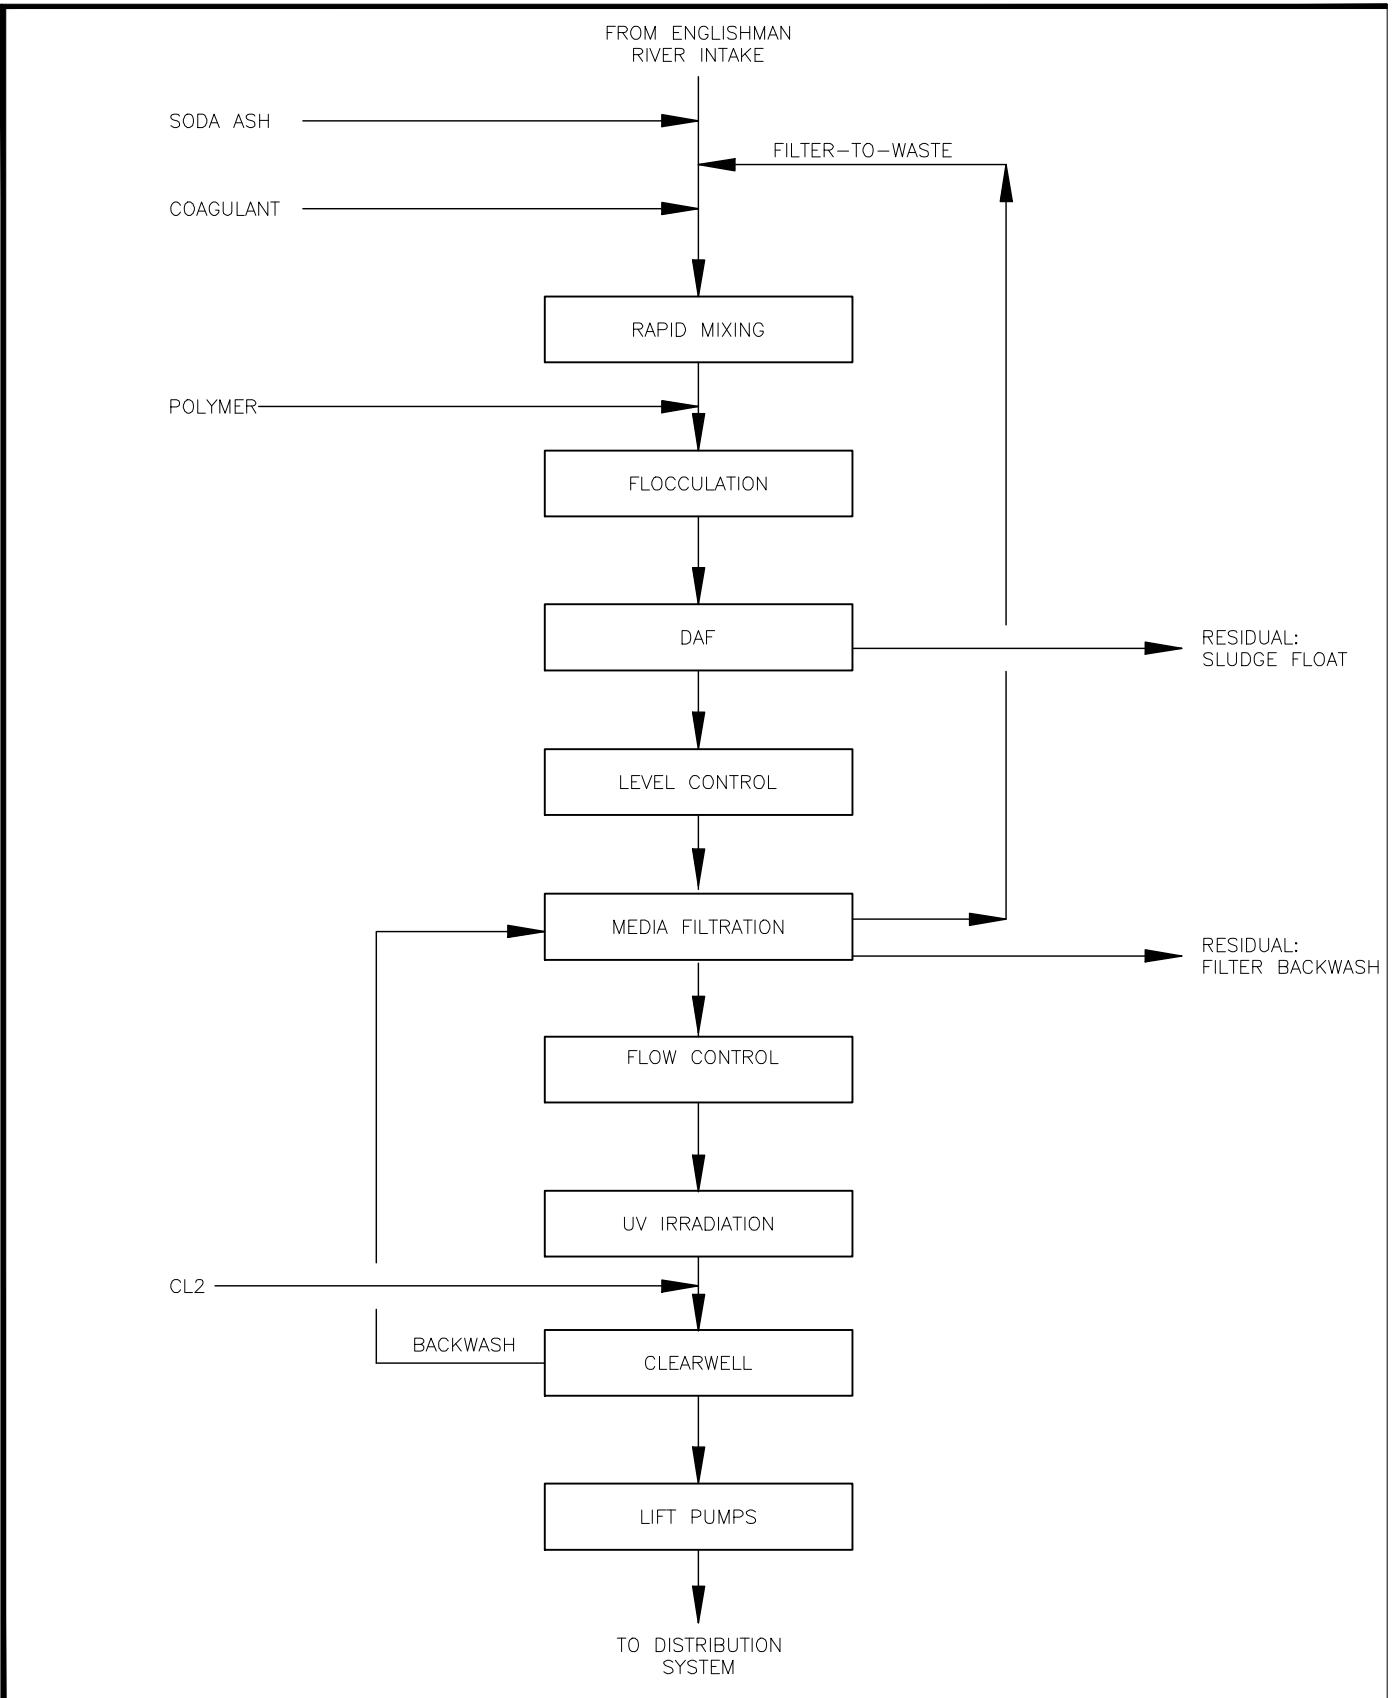 FROM ENGLISHMAN
RIVER INTAKE
SODA ASH
FILTER-TO-WASTE
COAGULANT
RAPID MIXING
POLYMER
FLOCCULATION
DAF
RESIDUAL:
SLUDGE FLOAT
LEVEL CONTROL
MEDIA FILTRATION
RESIDUAL:
FILTER BACKWASH
FLOW CONTROL
UV IRRADIATION
CL2
BACKWASH
CLEARWELL
LIFT PUMPS
TO DISTRIBUTION
SYSTEM